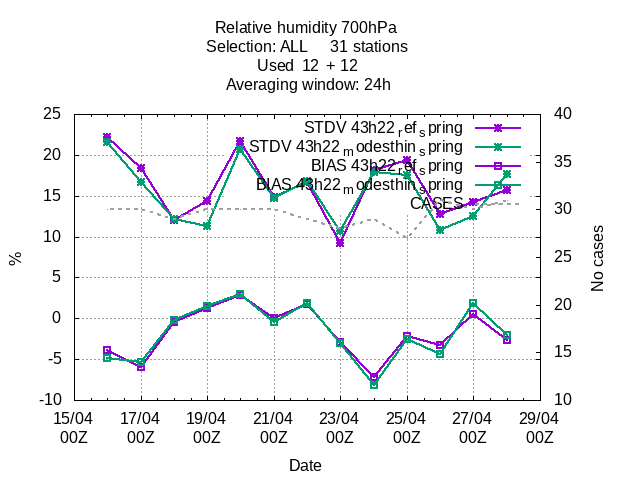 Relative humidity 700hPa
Selection: ALL 31 stations
Used 12 + 12
Averaging window: 24h
STDV 43h22ᵣef_spring
STDV 43h22_modesthin_spring
BIAS 43h22_ref_spring
BIAS 43h22_modesthin_spring
CASES
%
25
20
15
10
5
0
-5
-10
No cases
40
35
30
25
20
15
10
15/04 17/04 19/04 21/04 23/04 25/04 27/04 29/04
00Z 00Z 00Z 00Z 00Z 00Z 00Z 00Z
Date